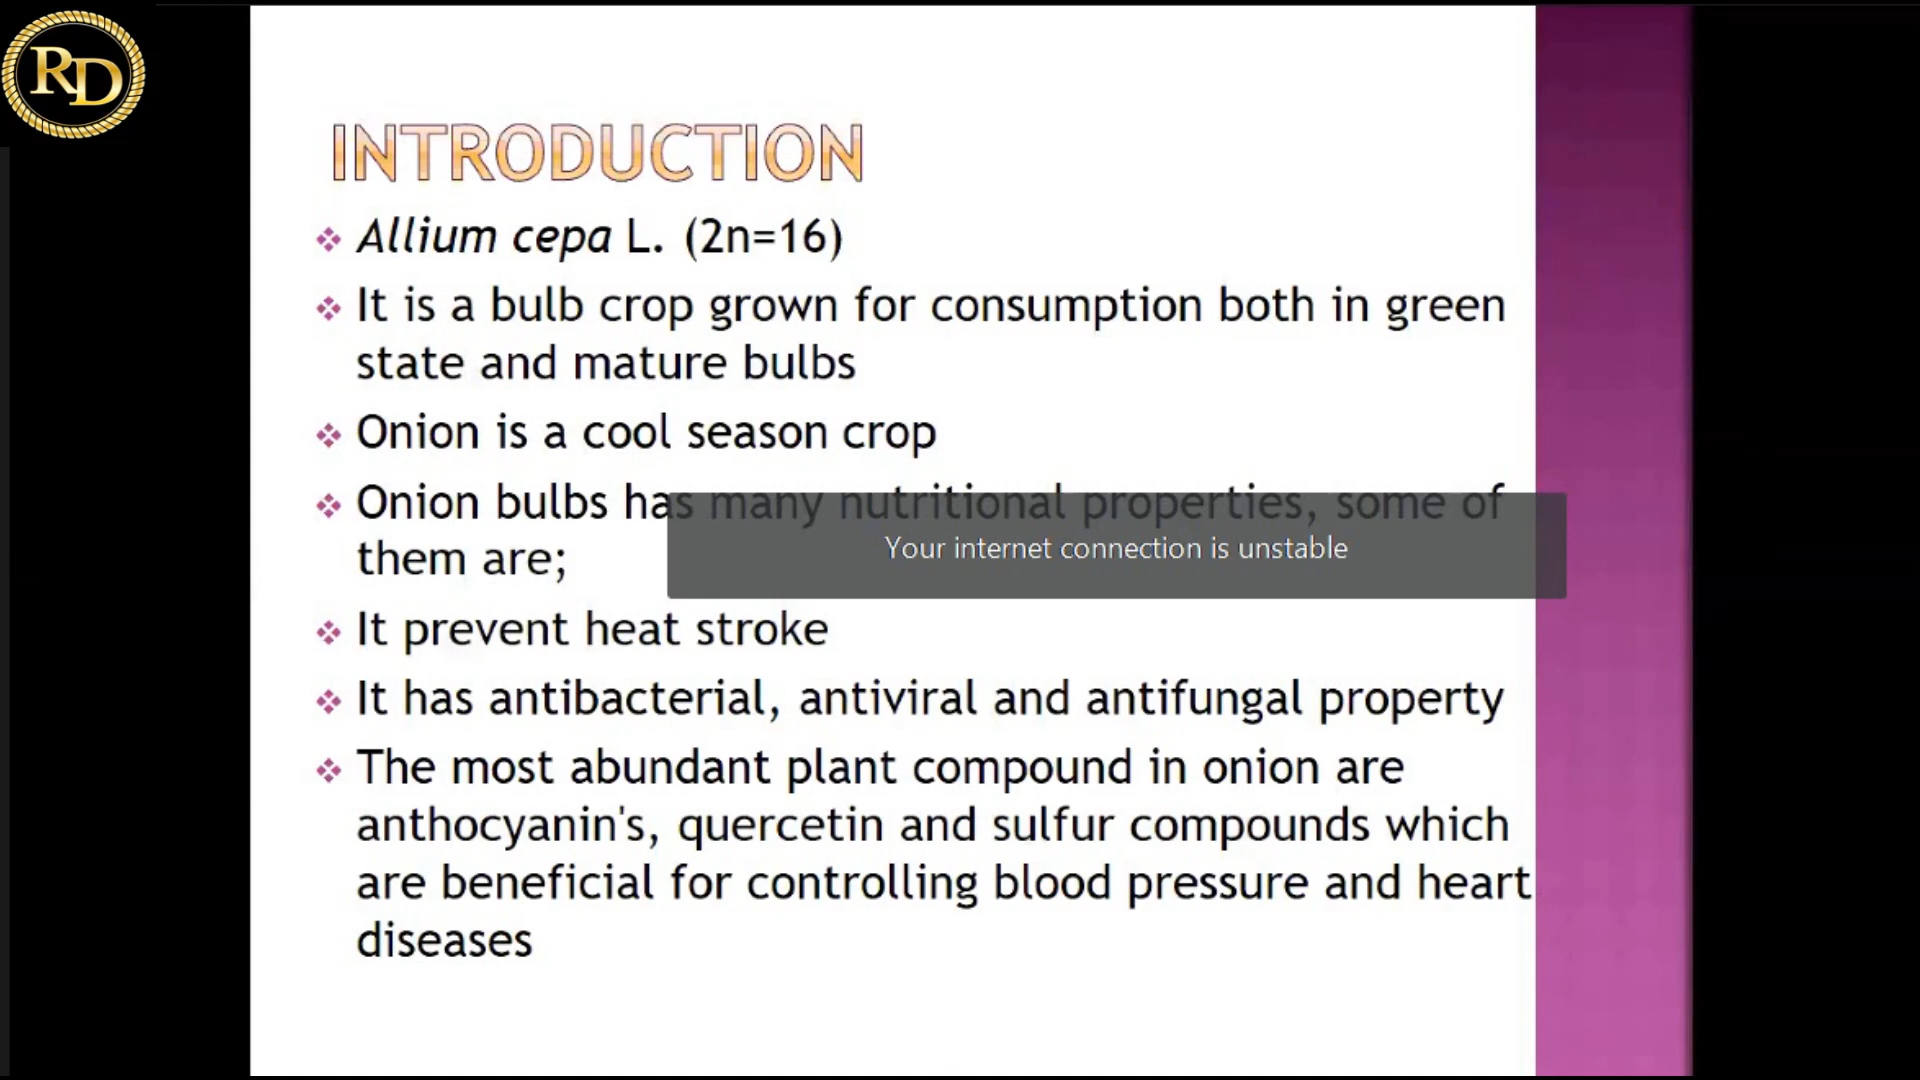 RD
INTRODUCTION
Allium cepa L. (2n=16)
It is a bulb crop grown for consumption both in green
state and mature bulbs
Onion is a cool season crop
Onion bulbs has many nutritional properties, some of
them are;
Your internet connection is unstable
It prevent heat stroke
It has antibacterial, antiviral and antifungal property
The most abundant plant compound in onion are
anthocyanin's, quercetin and sulfur compounds which
are beneficial for controlling blood pressure and heart
diseases